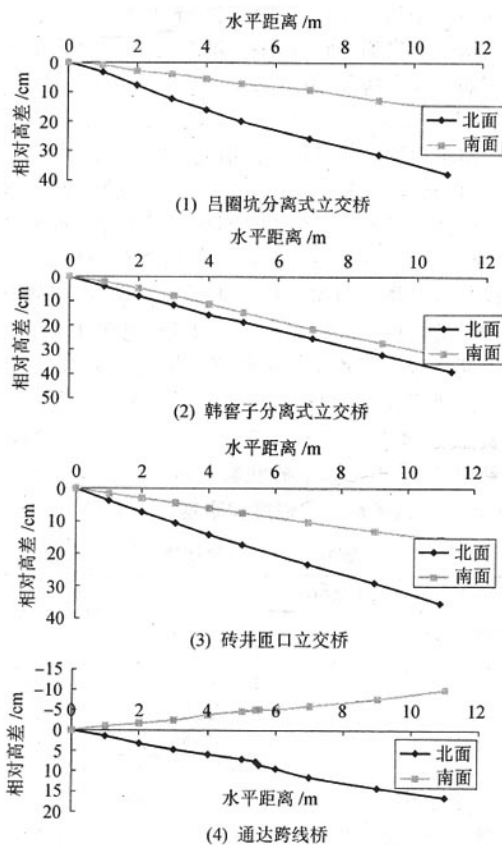 水平距离 /m
0 2 4 6 8 10 12
0
10
20
30
40
相对高差 /cm
北面
南面
(1) 吕圈坑分离式立交桥
水平距离 /m
0 2 4 6 8 10 12
0
10
20
30
40
50
相对高差 /cm
北面
南面
(2) 韩窖子分离式立交桥
水平距离 /m
0 2 4 6 8 10 12
0
10
20
30
40
相对高差 /cm
北面
南面
(3) 砖井匝口立交桥
-15
-10
-5
0 2 4 6 8 10 12
0
5
10
15
20
相对高差 /cm
水平距离 /m
北面
南面
(4) 通达跨线桥